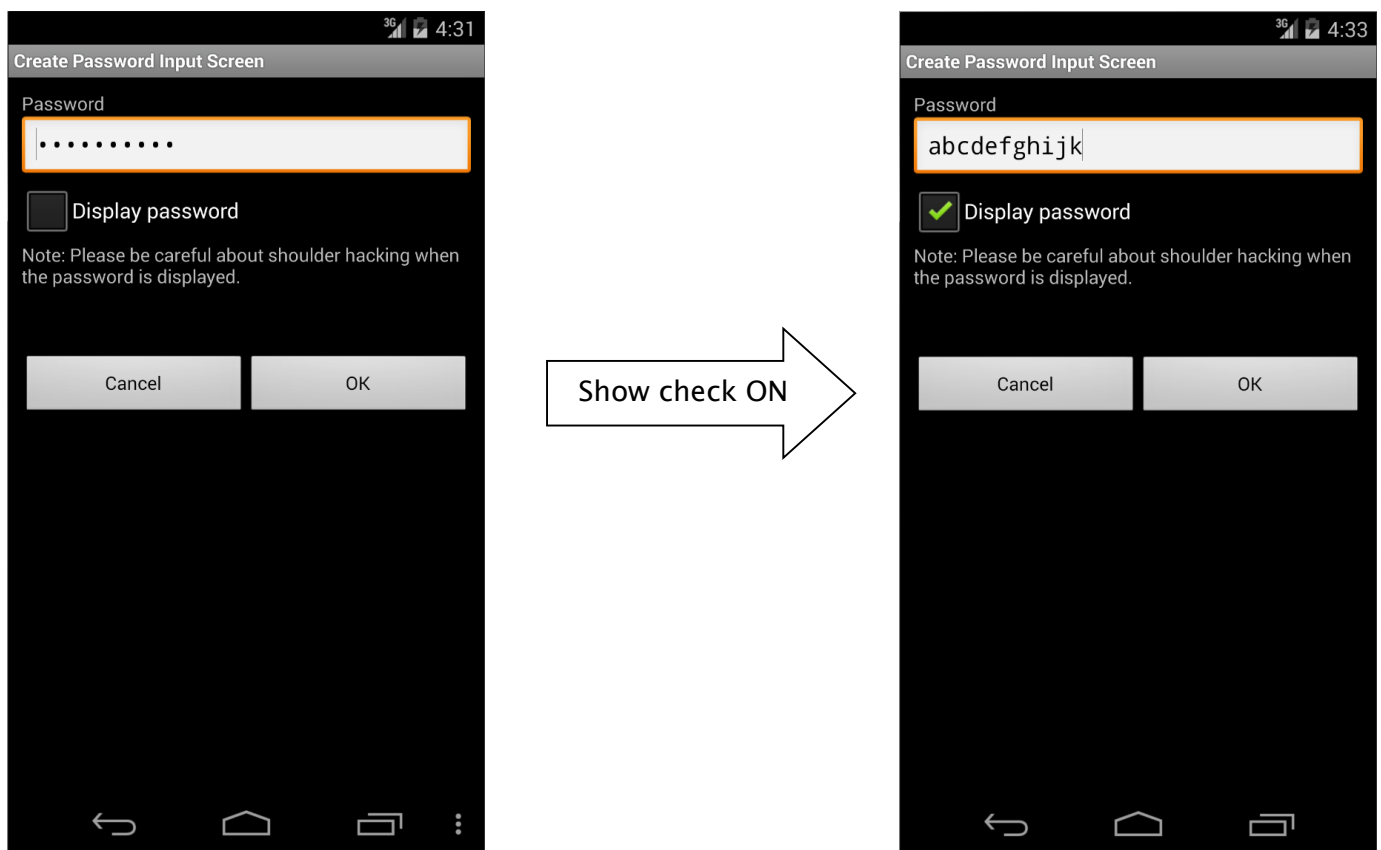 3G 4:31
Create Password Input Screen
Password
••••••••••
Display password
Note: Please be careful about shoulder hacking when
the password is displayed.
Cancel OK
Show check ON
3G 4:33
Create Password Input Screen
Password
abcdefghijk
Display password
Note: Please be careful about shoulder hacking when
the password is displayed.
Cancel OK